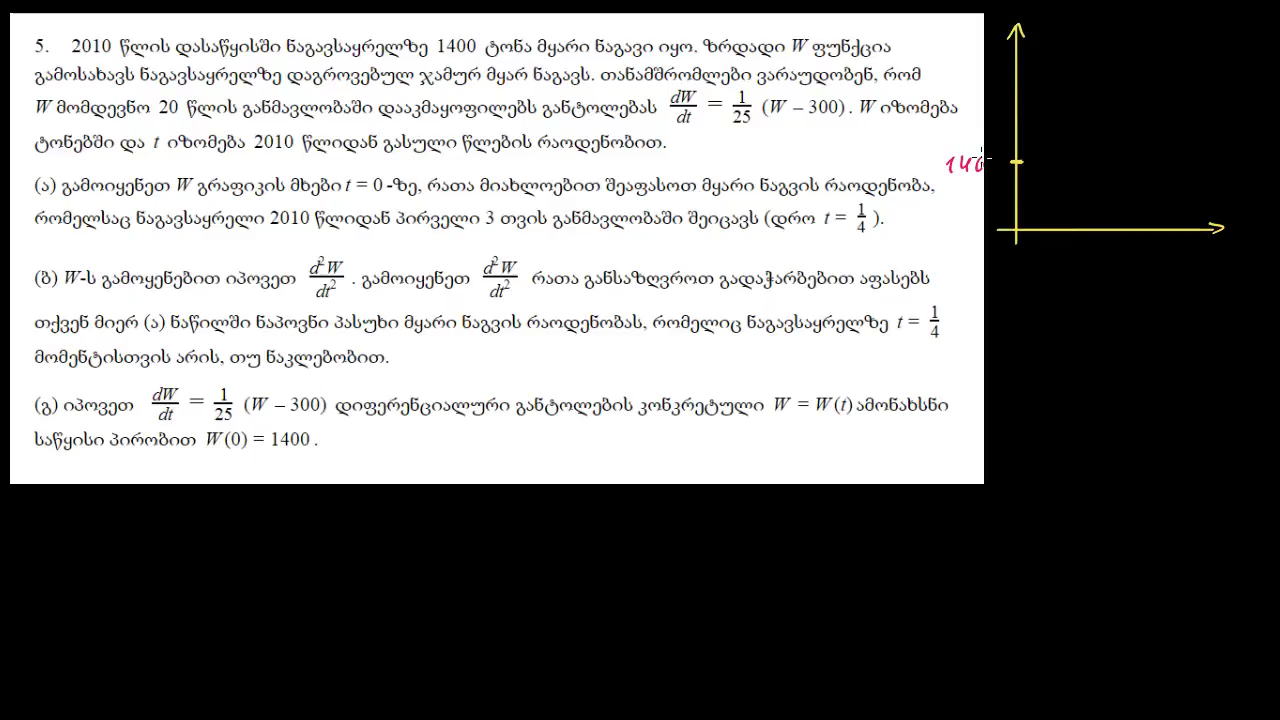 5. 2010 წლის დასაწყისში ნაგავსაყრელზე 1400 ტონა მყარი ნაგავი იყო. ზრდადი W ფუნქცია
გამოსახავს ნაგავსაყრელზე დაგროვებულ ჯამურ მყარ ნაგავს. თანამშრომლები ვარაუდობენ, რომ
W მომდევნო 20 წლის განმავლობაში დააკმაყოფილებს განტოლებას dW/dt = 1/25 (W – 300). W იზომება
ტონებში და t იზომება 2010 წლიდან გასული წლების რაოდენობით.
(ა) გამოიყენეთ W გრაფიკის მხები t = 0 -ზე, რათა მიახლოებით შეაფასოთ მყარი ნაგვის რაოდენობა,
რომელსაც ნაგავსაყრელი 2010 წლიდან პირველი 3 თვის განმავლობაში შეიცავს (დრო t = 1/4 ).
(ბ) W-ს გამოყენებით იპოვეთ d²W/dt² . გამოიყენეთ d²W/dt² რათა განსაზღვროთ გადაჭარბებით აფასებს
თქვენ მიერ (ა) ნაწილში ნაპოვნი პასუხი მყარი ნაგვის რაოდენობას, რომელიც ნაგავსაყრელზე t = 1/4
მომენტისთვის არის, თუ ნაკლებობით.
(გ) იპოვეთ dW/dt = 1/25 (W – 300) დიფერენციალური განტოლების კონკრეტული W = W(t) ამონახსნი
საწყისი პირობით W(0) = 1400 .